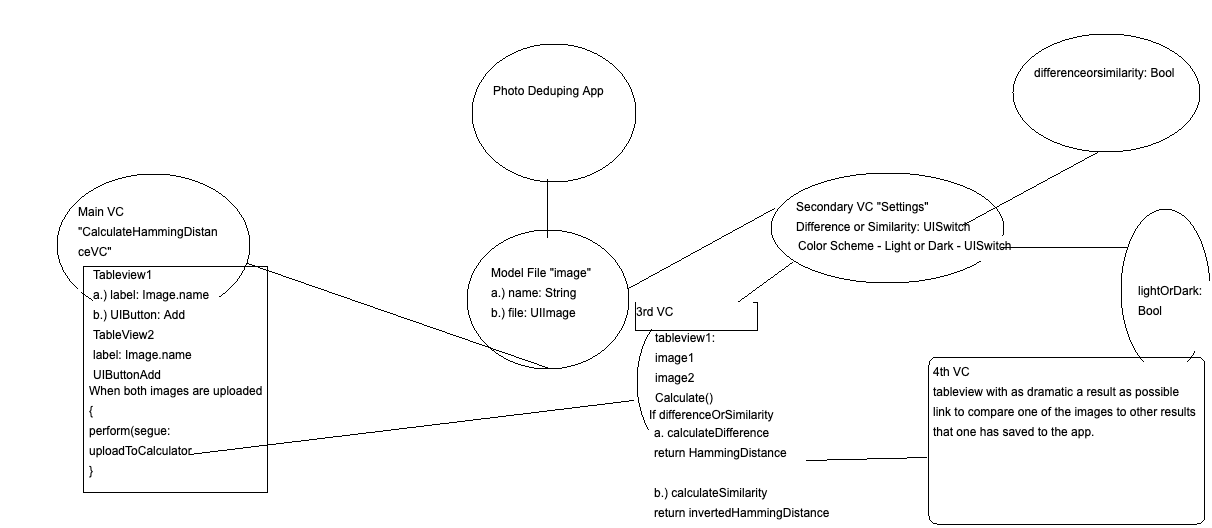 Photo Deduping App
differenceorsimilarity: Bool
Main VC
"CalculateHammingDistan
ceVC"
Tableview1
a.) label: Image.name
b.) UIButton: Add
TableView2
label: Image.name
UIButtonAdd
When both images are uploaded
{
perform(segue:
uploadToCalculator
}
Model File "image"
a.) name: String
b.) file: UIImage
Secondary VC "Settings"
Difference or Similarity: UISwitch
Color Scheme - Light or Dark - UISwitch
lightOrDark:
Bool
3rd VC
tableview1:
image1
image2
Calculate()
If differenceOrSimilarity
a. calculateDifference
return HammingDistance
b.) calculateSimilarity
return invertedHammingDistance
4th VC
tableview with as dramatic a result as possible
link to compare one of the images to other results
that one has saved to the app.